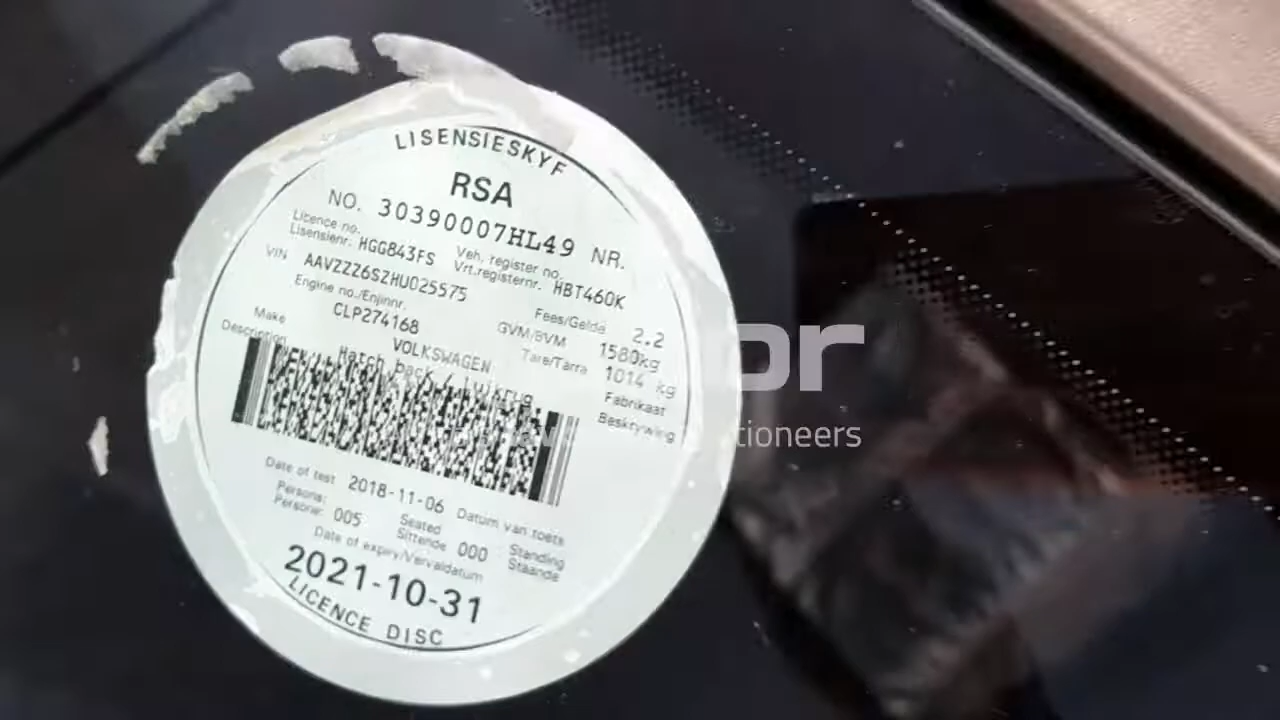 LISENSIESKYF
RSA
NO. 30390007HL49 NR.
Licence no. Veh. register no.
Lisensienr. HGG843FS Vrt.registernr. HBT460K
VIN AAVZZZ6SZHU025575
Engine no./Enjinnr. Fees/Gelde 2.2
CLP274168 GVM/BVM 1580kg
Make VOLKSWAGEN Tare/Tarra 1014 kg
Description Hatch back / Luikrug Fabrikaat
Beskrywing
or
tioneers
Date of test 2018-11-06 Datum van toets
Persons: Seated Standing
Personar: 005 Sittende 000 Staande
Date of expiry/Vervaldatum
2021-10-31
LICENCE DISC